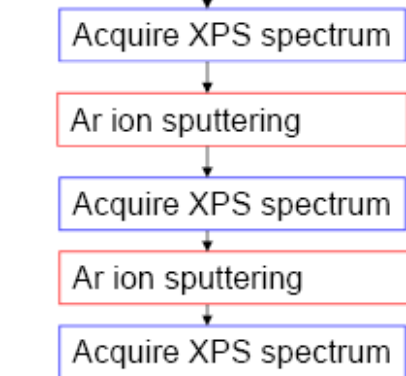 Acquire XPS spectrum
Ar ion sputtering
Acquire XPS spectrum
Ar ion sputtering
Acquire XPS spectrum